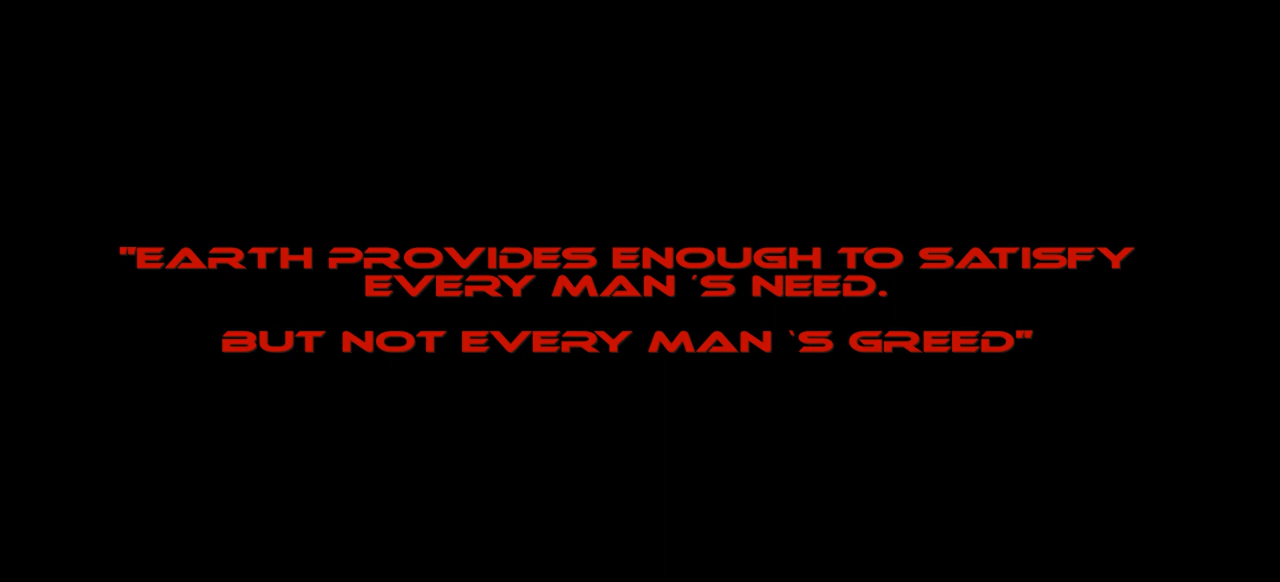 "EARTH PROVIDES ENOUGH TO SATISFY
EVERY MAN 'S NEED.
BUT NOT EVERY MAN 'S GREED"